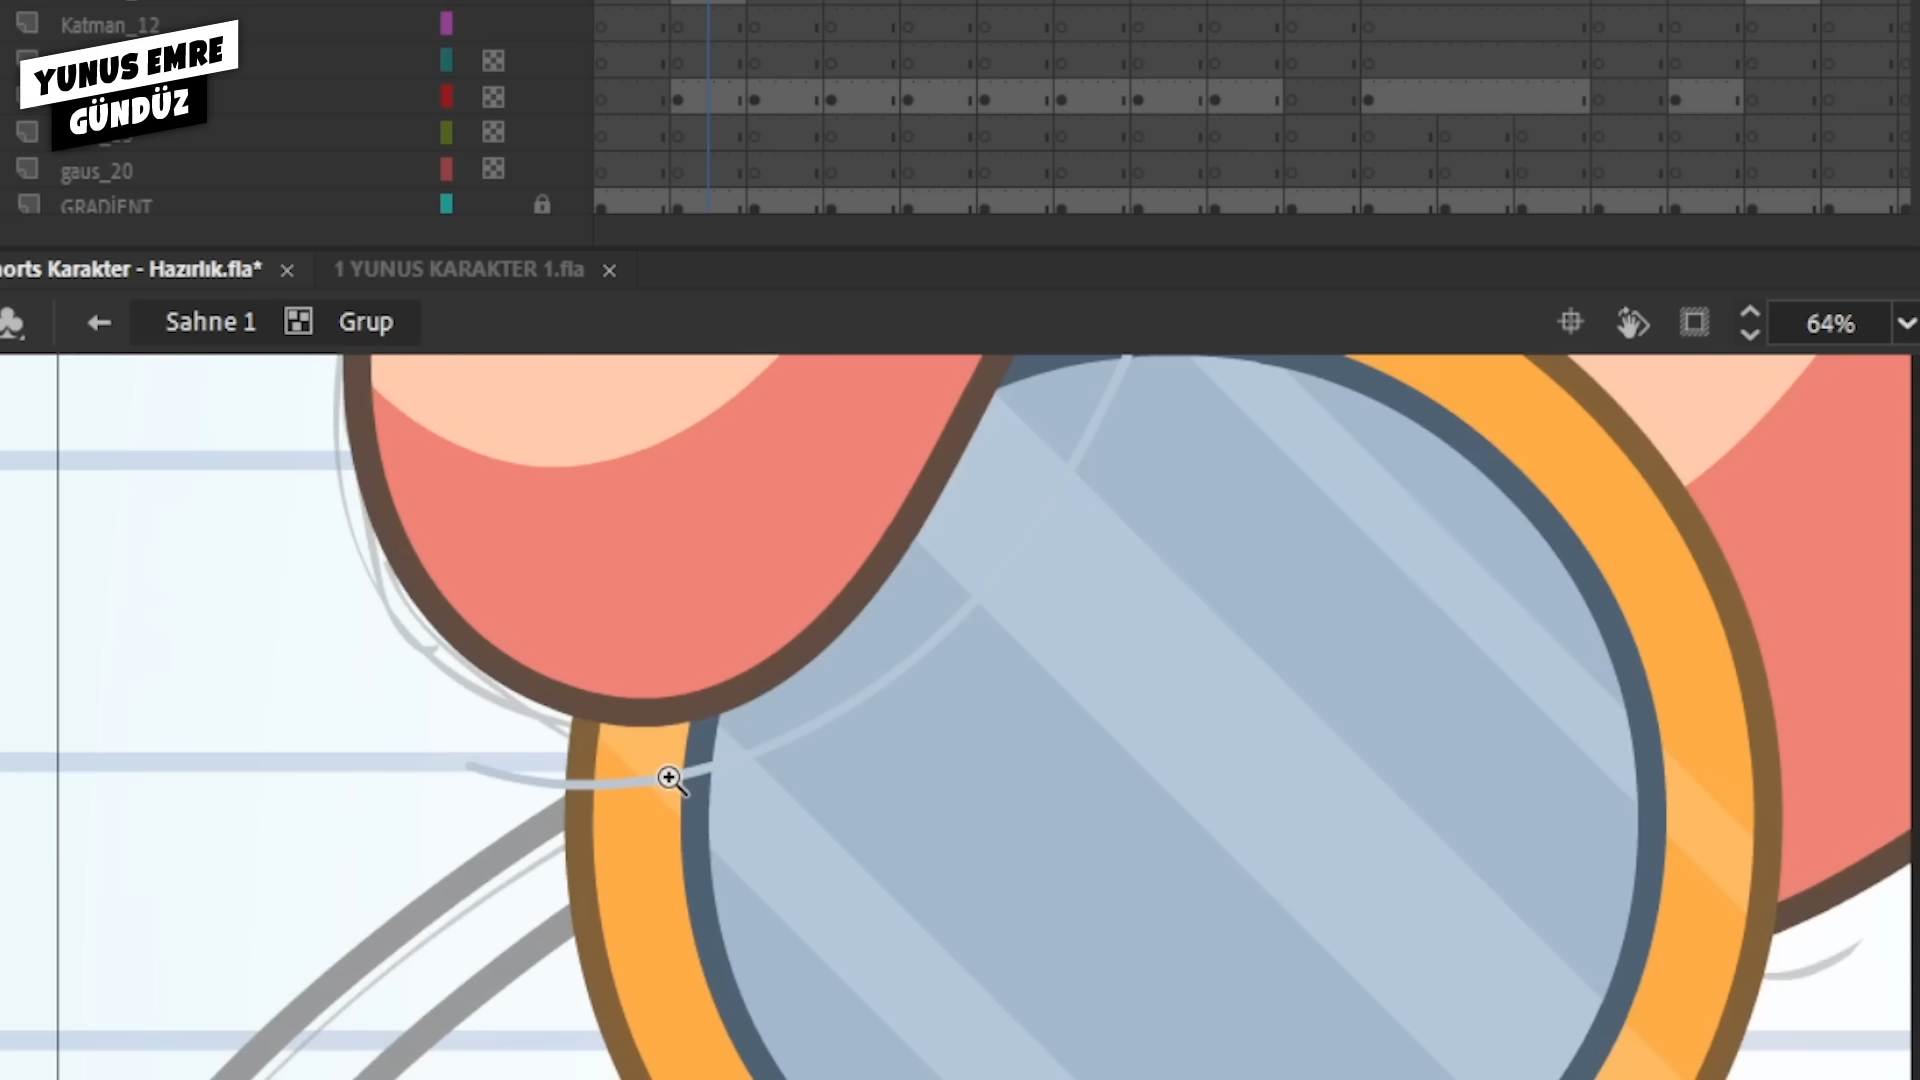 Katman_12
YUNUS EMRE
GÜNDÜZ
gaus_20
GRADİENT
orts Karakter - Hazırlık.fla*
1 YUNUS KARAKTER 1.fla
Sahne 1
Grup
64%